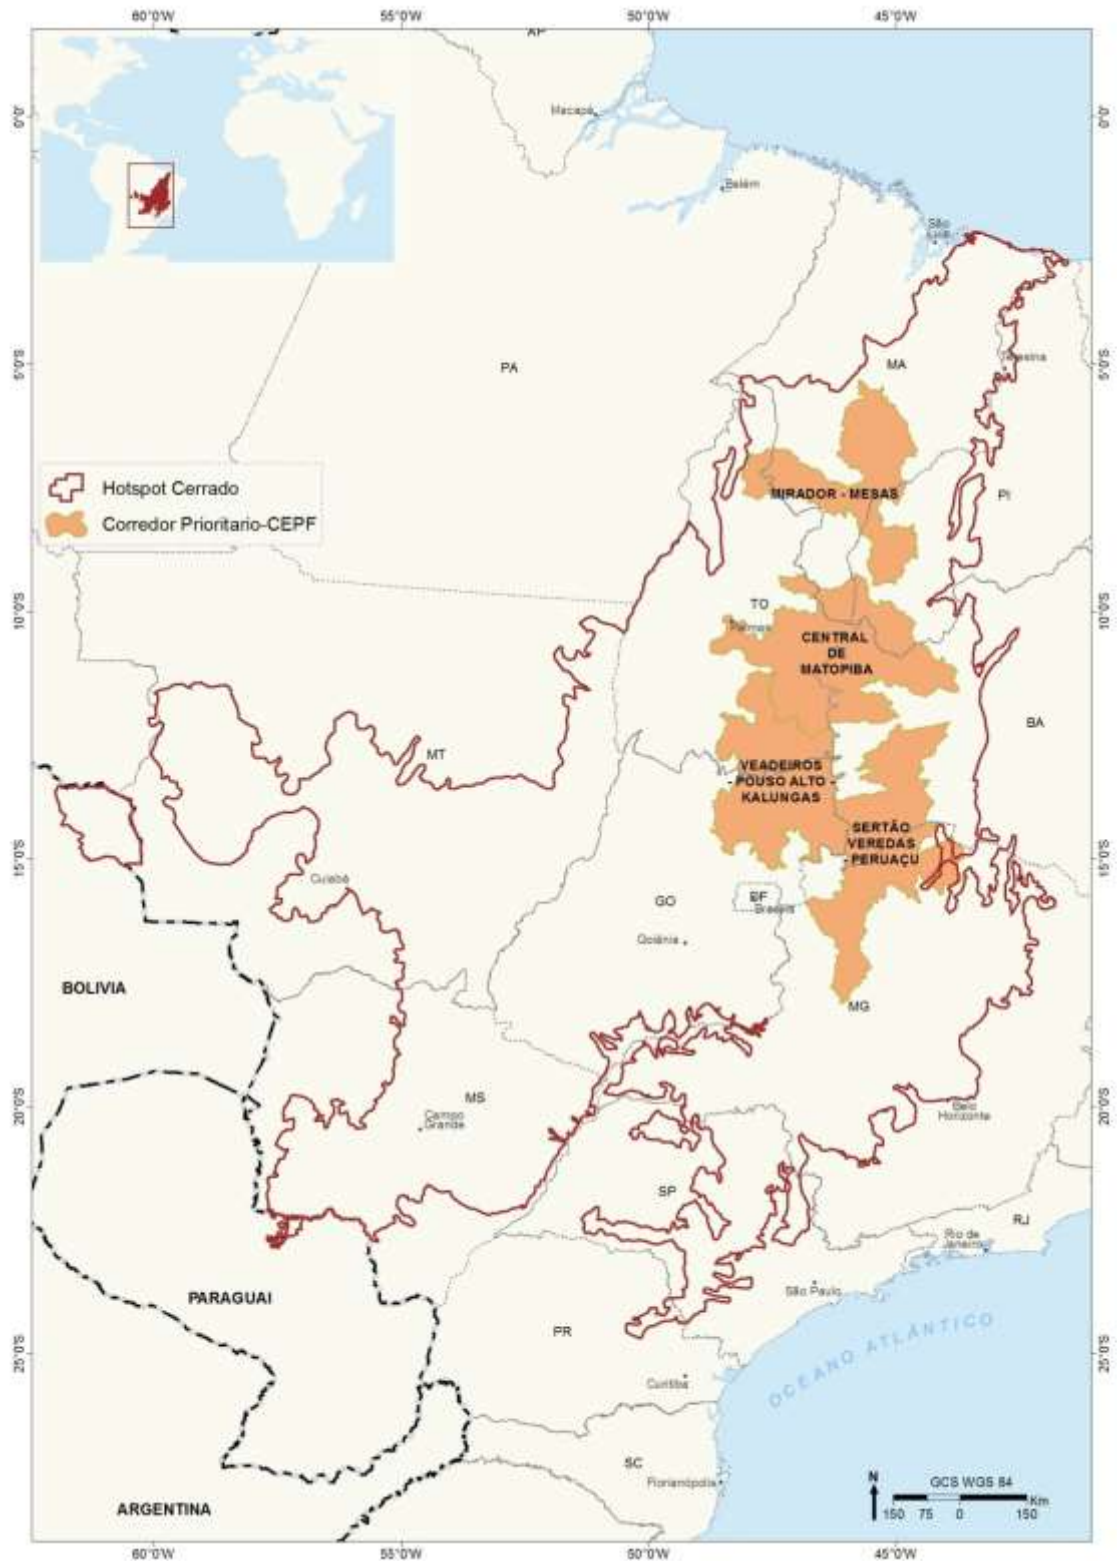 60°0'W 55°0'W 50°0'W 45°0'W
AP
Macapá
0°0' 0°0'
Belém
São Luís
5°0'S 5°0'S
PA
MA
Teresina
Hotspot Cerrado
Corredor Prioritario-CEPF
MIRADOR - MESAS
PI
10°0'S 10°0'S
TO
Palmas
CENTRAL
DE
MATOPIBA
BA
MT
VEADEIROS
- POUSO ALTO -
KALUNGAS
SERTÃO
VEREDAS
- PERUAÇU
15°0'S 15°0'S
Cuiabá
GO
DF
Brasília
Goiânia
BOLIVIA
MG
MS
Campo
Grande
20°0'S 20°0'S
Belo
Horizonte
SP
RJ
Rio de
Janeiro
São Paulo
PARAGUAI
PR
OCEANO ATLÂNTICO
25°0'S 25°0'S
Curitiba
SC
Florianópolis
ARGENTINA
N
GCS WGS 84
150 75 0 150
Km
60°0'W 55°0'W 50°0'W 45°0'W